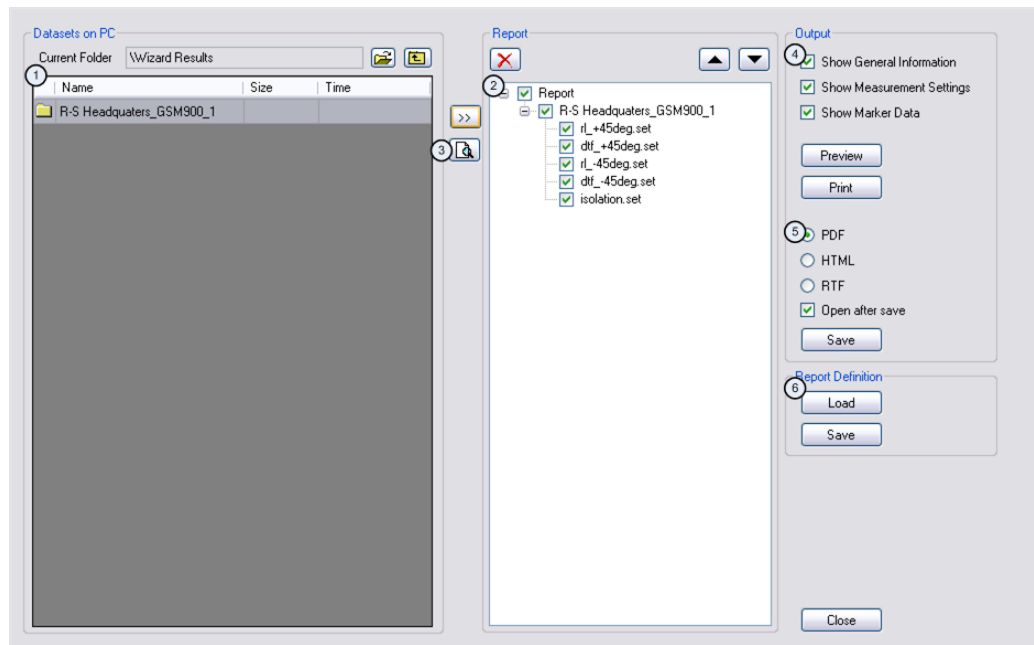 Datasets on PC
Current Folder \Wizard Results
1
Name Size Time
R-S Headquaters_GSM900_1
>>
3
Report
2
Report
R-S Headquaters_GSM900_1
rl_+45deg.set
dtf_+45deg.set
rl_-45deg.set
dtf_-45deg.set
isolation.set
Output
4
Show General Information
Show Measurement Settings
Show Marker Data
Preview
Print
5
PDF
HTML
RTF
Open after save
Save
Report Definition
6
Load
Save
Close